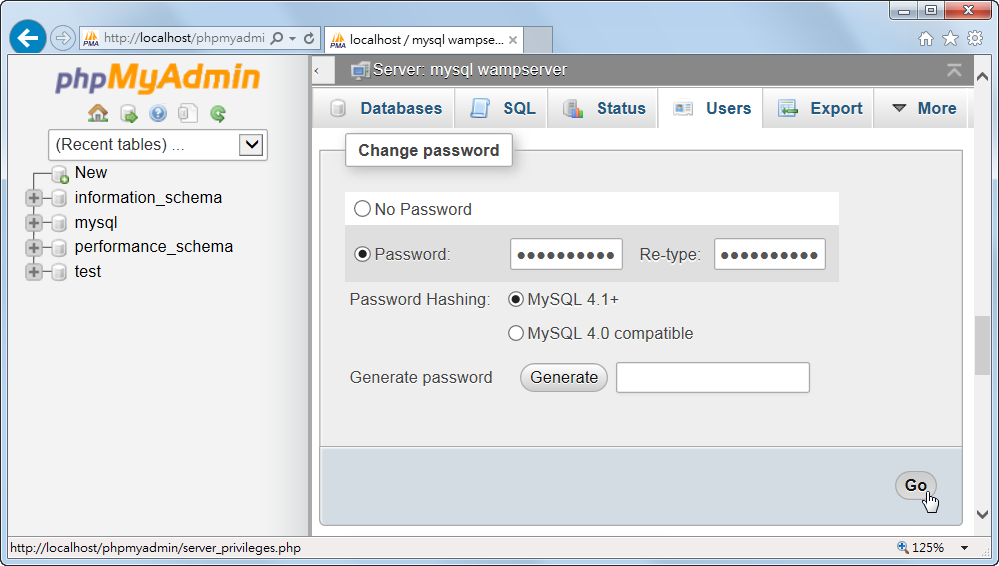 http://localhost/phpmyadmi
localhost / mysql wampse...
PMA
PMA
phpMyAdmin
(Recent tables) ...
New
information_schema
mysql
performance_schema
test
Server: mysql wampserver
Databases
SQL
Status
Users
Export
More
Change password
No Password
Password: ●●●●●●●●●● Re-type: ●●●●●●●●●●
Password Hashing: MySQL 4.1+
MySQL 4.0 compatible
Generate password Generate
Go
http://localhost/phpmyadmin/server_privileges.php
125%